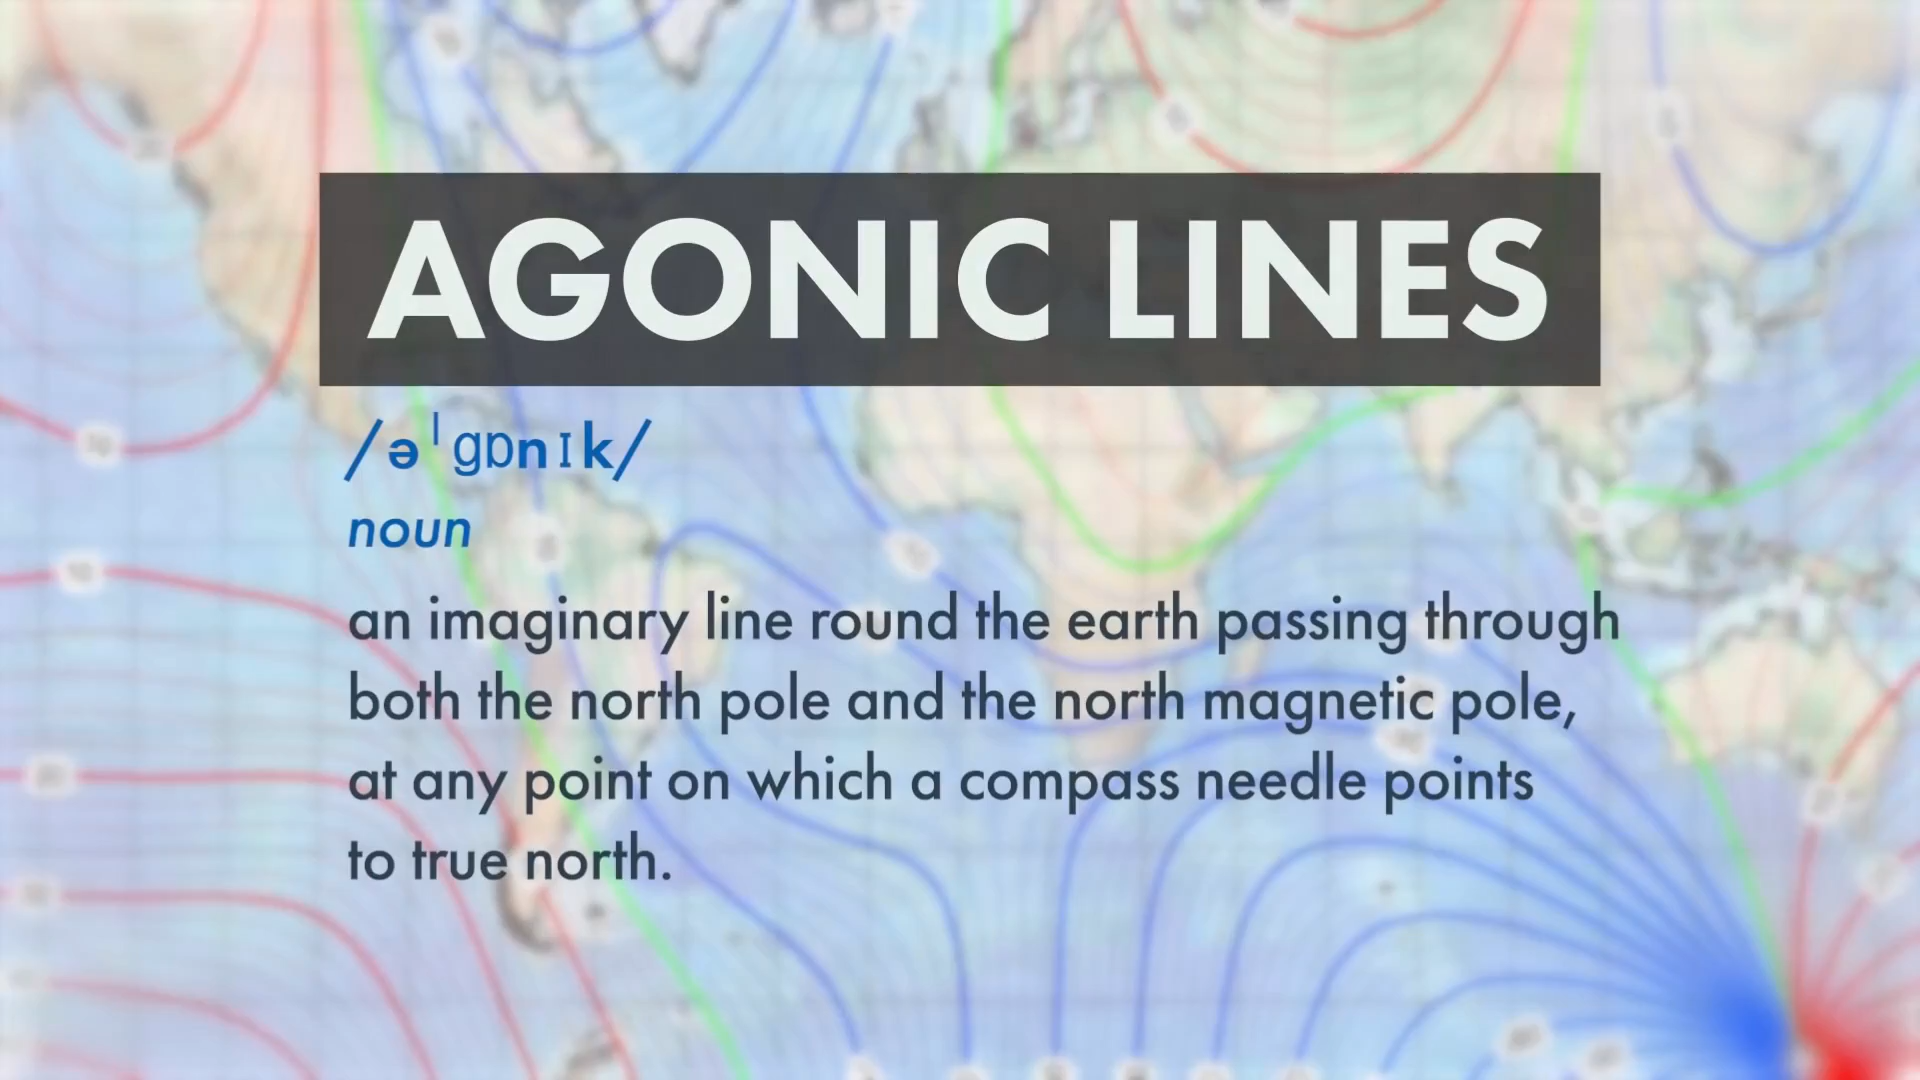 AGONIC LINES
/əˈgɒnɪk/
noun
an imaginary line round the earth passing through
both the north pole and the north magnetic pole,
at any point on which a compass needle points
to true north.